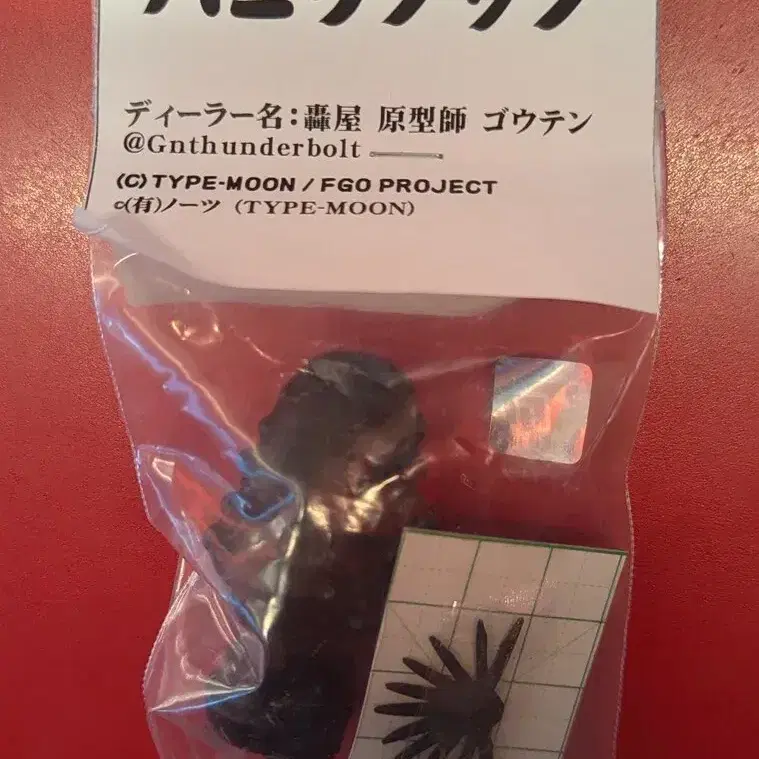 ディーラー名：轟屋 原型師 ゴウテン
@Gnthunderbolt
(C) TYPE-MOON / FGO PROJECT
©(有)ノーツ (TYPE-MOON)